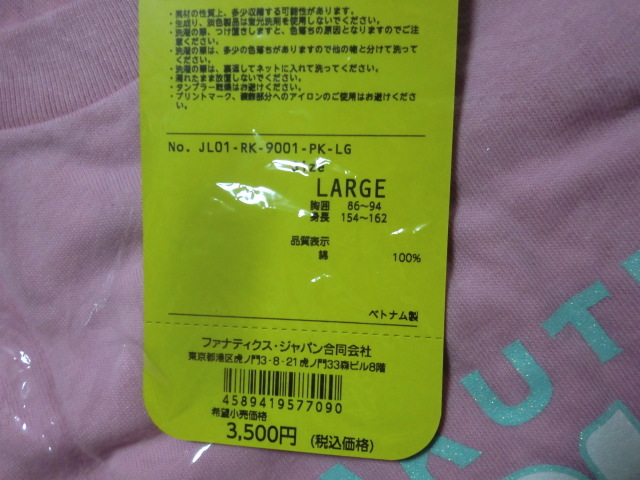 ・素材の性質上、多少収縮する可能性があります。
・生成り、淡色製品は蛍光洗剤を使用しないでください。
・洗濯の際、つけ置きしますと、色落ちの原因となりますのでご注
意ください。
・洗濯の際は、多少の色落ちがありますので他の物と分けて洗って
ください。
・洗濯の際は、裏返してネットに入れて洗ってください。
・濡れたまま放置しないでください。
・タンブラー乾燥はお避けください。
・プリントマーク、装飾部分へのアイロンのご使用はお避けくださ
い。
No. JL01-RK-9001-PK-LG
Size
LARGE
胸囲 86~94
身長 154~162
品質表示
綿 100%
ベトナム製
ファナティクス・ジャパン合同会社
東京都港区虎ノ門3-8-21虎ノ門33森ビル8階
4589419577090
希望小売価格
3,500円 (税込価格)
KUT